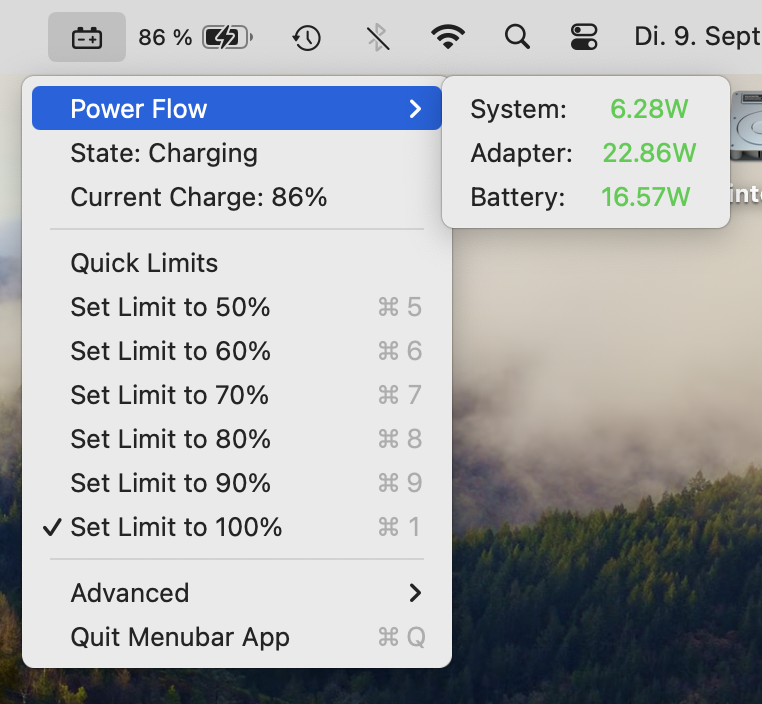 86 %
Di. 9. Sept
Power Flow
System: 6.28W
State: Charging
Adapter: 22.86W
Current Charge: 86%
Battery: 16.57W
Quick Limits
Set Limit to 50% ⌘ 5
Set Limit to 60% ⌘ 6
Set Limit to 70% ⌘ 7
Set Limit to 80% ⌘ 8
Set Limit to 90% ⌘ 9
✓ Set Limit to 100% ⌘ 1
Advanced
Quit Menubar App ⌘ Q